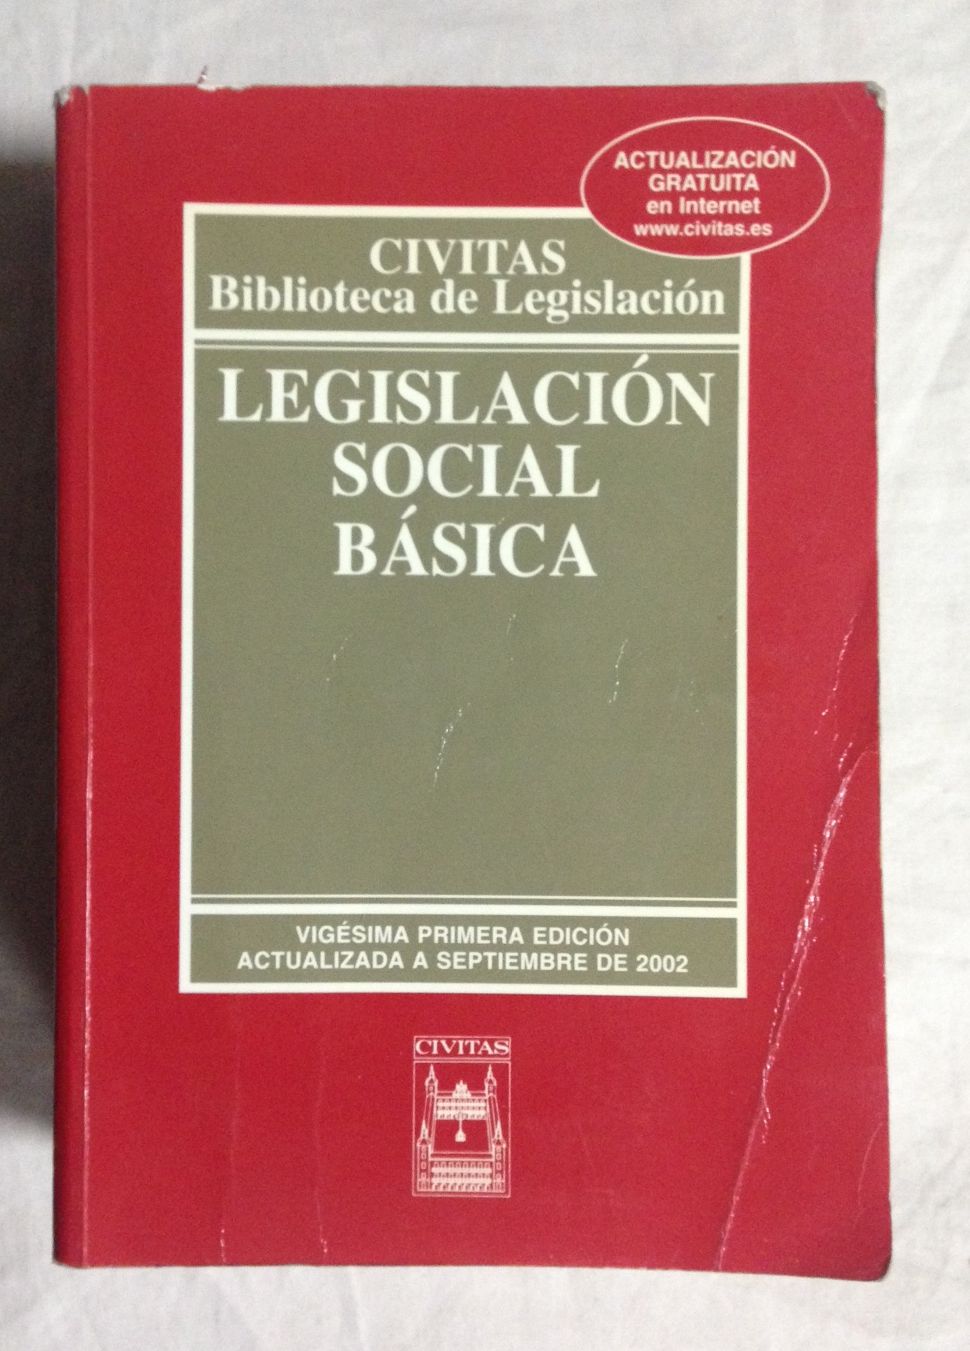 ACTUALIZACIÓN
GRATUITA
en Internet
www.civitas.es
CIVITAS
Biblioteca de Legislación
LEGISLACIÓN
SOCIAL
BÁSICA
VIGÉSIMA PRIMERA EDICIÓN
ACTUALIZADA A SEPTIEMBRE DE 2002
CIVITAS